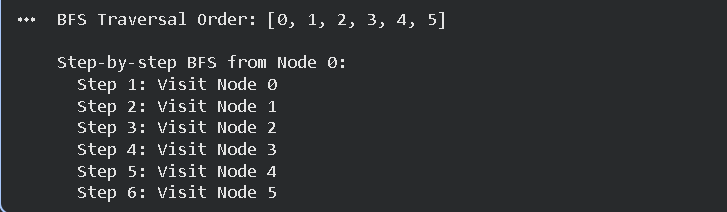 BFS Traversal Order: [0, 1, 2, 3, 4, 5]
Step-by-step BFS from Node 0:
Step 1: Visit Node 0
Step 2: Visit Node 1
Step 3: Visit Node 2
Step 4: Visit Node 3
Step 5: Visit Node 4
Step 6: Visit Node 5